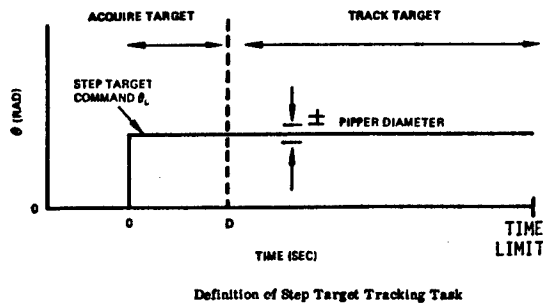 ACQUIRE TARGET
TRACK TARGET
STEP TARGET
COMMAND θL
± PIPPER DIAMETER
θ (RAD)
0
0
D
TIME
LIMIT
TIME (SEC)
Definition of Step Target Tracking Task